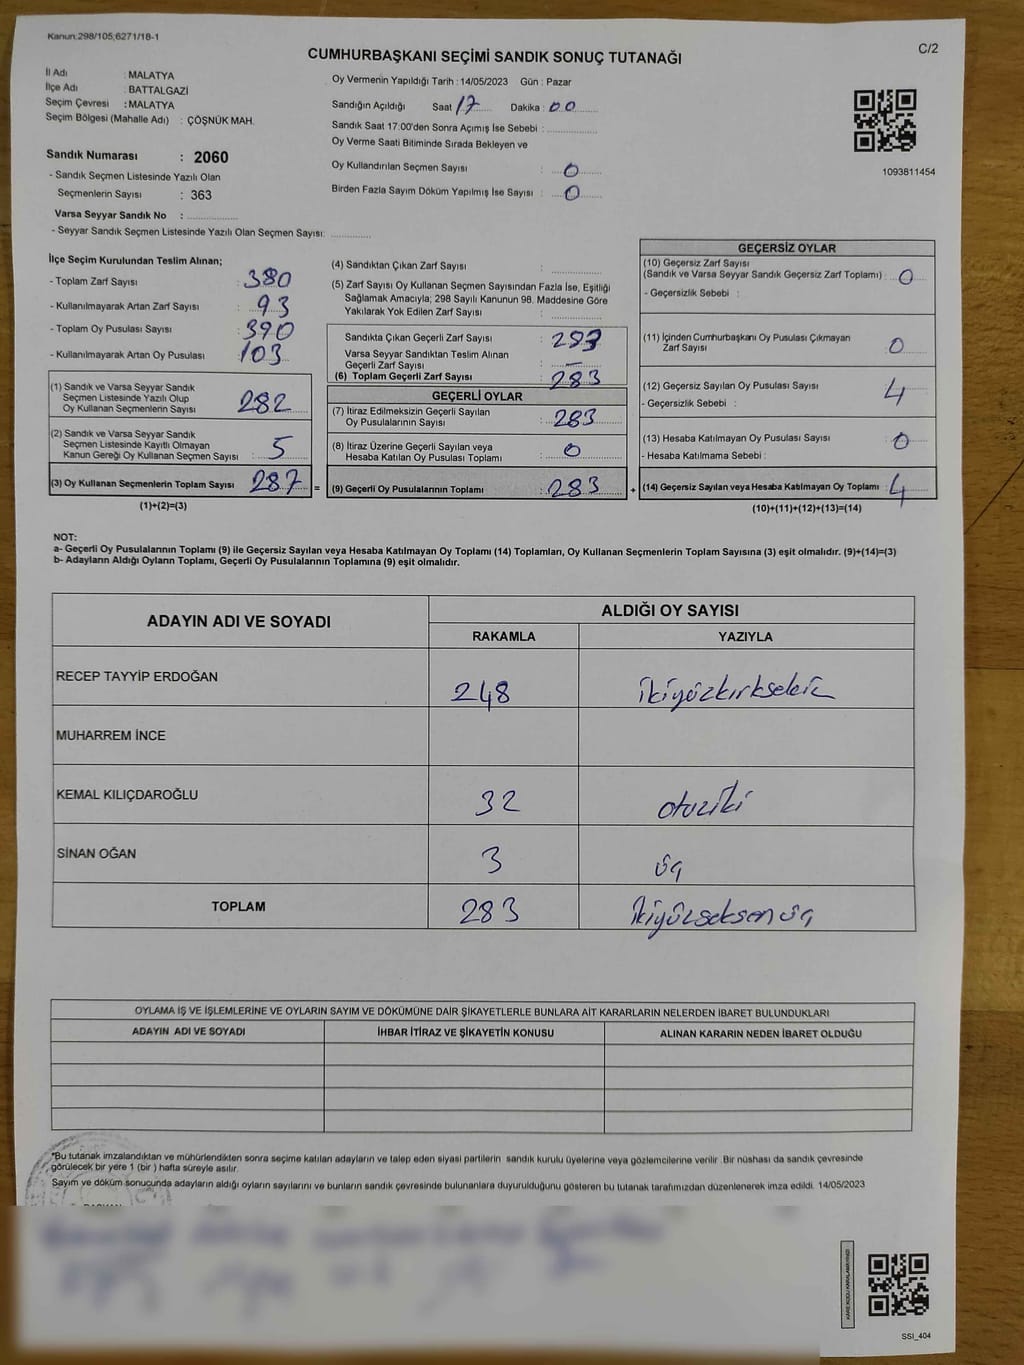 Kanun:298/105;6271/18-1
C/2
CUMHURBAŞKANI SEÇİMİ SANDIK SONUÇ TUTANAĞI
İl Adı : MALATYA
İlçe Adı : BATTALGAZİ
Seçim Çevresi : MALATYA
Seçim Bölgesi (Mahalle Adı) : ÇÖŞNÜK MAH.
Sandık Numarası : 2060
- Sandık Seçmen Listesinde Yazılı Olan
Seçmenlerin Sayısı : 363
Varsa Seyyar Sandık No : ............
- Seyyar Sandık Seçmen Listesinde Yazılı Olan Seçmen Sayısı: ............
Oy Vermenin Yapıldığı Tarih : 14/05/2023 Gün : Pazar
Sandığın Açıldığı Saat 17 Dakika : 00
Sandık Saat 17:00'den Sonra Açımış İse Sebebi : ............
Oy Verme Saati Bitiminde Sırada Bekleyen ve
Oy Kullandırılan Seçmen Sayısı : 0
Birden Fazla Sayım Döküm Yapılmış İse Sayısı : 0
1093811454
İlçe Seçim Kurulundan Teslim Alınan;
- Toplam Zarf Sayısı : 380
- Kullanılmayarak Artan Zarf Sayısı : 93
- Toplam Oy Pusulası Sayısı : 390
- Kullanılmayarak Artan Oy Pusulası : 103
(1) Sandık ve Varsa Seyyar Sandık
Seçmen Listesinde Yazılı Olup
Oy Kullanan Seçmenlerin Sayısı : 282
(2) Sandık ve Varsa Seyyar Sandık
Seçmen Listesinde Kayıtlı Olmayan
Kanun Gereği Oy Kullanan Seçmen Sayısı : 5
(3) Oy Kullanan Seçmenlerin Toplam Sayısı : 287 =
(1)+(2)=(3)
(4) Sandıktan Çıkan Zarf Sayısı : ............
(5) Zarf Sayısı Oy Kullanan Seçmen Sayısından Fazla İse, Eşitliği
Sağlamak Amacıyla; 298 Sayılı Kanunun 98. Maddesine Göre
Yakılarak Yok Edilen Zarf Sayısı : ............
Sandıkta Çıkan Geçerli Zarf Sayısı : 283
Varsa Seyyar Sandıktan Teslim Alınan
Geçerli Zarf Sayısı : —
(6) Toplam Geçerli Zarf Sayısı : 283
GEÇERLİ OYLAR
(7) İtiraz Edilmeksizin Geçerli Sayılan
Oy Pusulalarının Sayısı : 283
(8) İtiraz Üzerine Geçerli Sayılan veya
Hesaba Katılan Oy Pusulası Toplamı : 0
(9) Geçerli Oy Pusulalarının Toplamı : 283 +
GEÇERSİZ OYLAR
(10) Geçersiz Zarf Sayısı
(Sandık ve Varsa Seyyar Sandık Geçersiz Zarf Toplamı) : 0
- Geçersizlik Sebebi :
(11) İçinden Cumhurbaşkanı Oy Pusulası Çıkmayan
Zarf Sayısı : 0
(12) Geçersiz Sayılan Oy Pusulası Sayısı : 4
- Geçersizlik Sebebi :
(13) Hesaba Katılmayan Oy Pusulası Sayısı : 0
- Hesaba Katılmama Sebebi :
(14) Geçersiz Sayılan veya Hesaba Katılmayan Oy Toplamı : 4
(10)+(11)+(12)+(13)=(14)
NOT:
a- Geçerli Oy Pusulalarının Toplamı (9) ile Geçersiz Sayılan veya Hesaba Katılmayan Oy Toplamı (14) Toplamları, Oy Kullanan Seçmenlerin Toplam Sayısına (3) eşit olmalıdır. (9)+(14)=(3)
b- Adayların Aldığı Oyların Toplamı, Geçerli Oy Pusulalarının Toplamına (9) eşit olmalıdır.
ADAYIN ADI VE SOYADI ALDIĞI OY SAYISI
RAKAMLA YAZIYLA
RECEP TAYYİP ERDOĞAN 248 ikiyüzkırksekiz
MUHARREM İNCE
KEMAL KILIÇDAROĞLU 32 otuziki
SİNAN OĞAN 3 üç
TOPLAM 283 ikiyüzseksenüç
OYLAMA İŞ VE İŞLEMLERİNE VE OYLARIN SAYIM VE DÖKÜMÜNE DAİR ŞİKAYETLERLE BUNLARA AİT KARARLARIN NELERDEN İBARET BULUNDUKLARI
ADAYIN ADI VE SOYADI İHBAR İTİRAZ VE ŞİKAYETİN KONUSU ALINAN KARARIN NEDEN İBARET OLDUĞU
*Bu tutanak imzalandıktan ve mühürlendikten sonra seçime katılan adayların ve talep eden siyasi partilerin sandık kurulu üyelerine veya gözlemcilerine verilir. Bir nüshası da sandık çevresinde
görülecek bir yere 1 (bir) hafta süreyle asılır.
Sayım ve döküm sonucunda adayların aldığı oyların sayılarını ve bunların sandık çevresinde bulunanlara duyurulduğunu gösteren bu tutanak tarafımızdan düzenlenerek imza edildi. 14/05/2023
SSİ_404